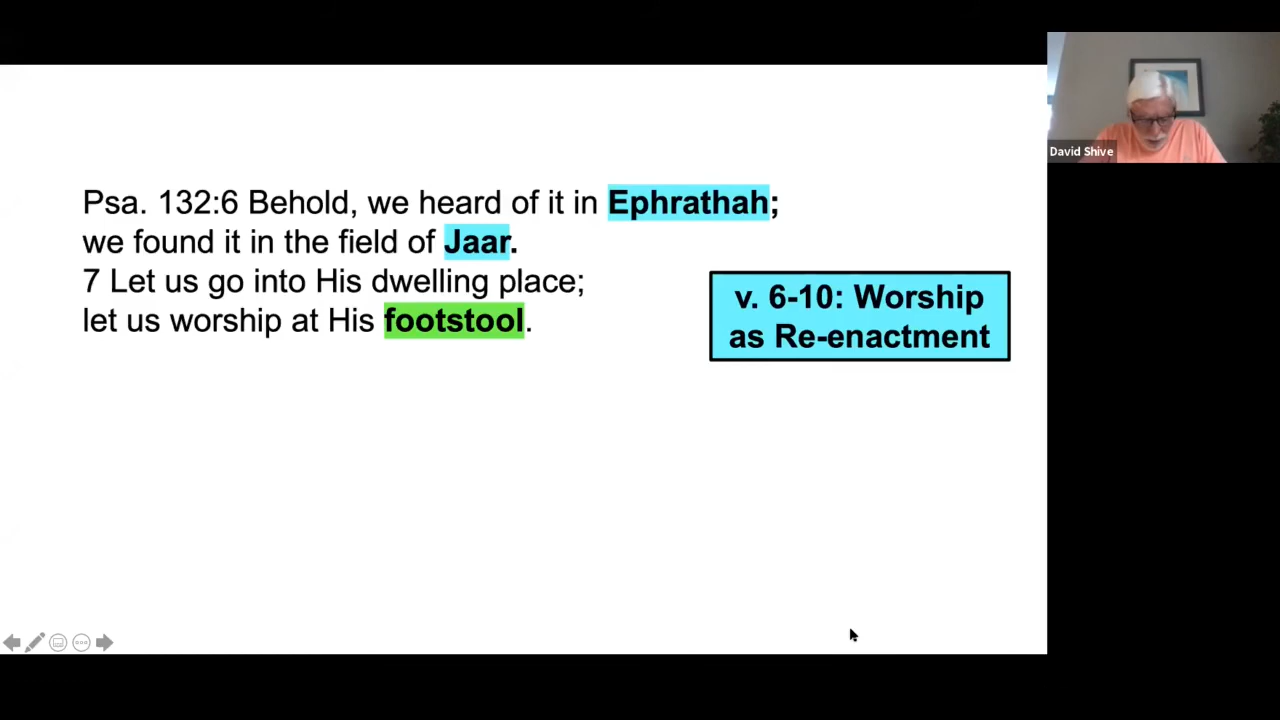 Psa. 132:6 Behold, we heard of it in Ephrathah;
we found it in the field of Jaar.
7 Let us go into His dwelling place;
let us worship at His footstool.
v. 6-10: Worship
as Re-enactment
David Shive